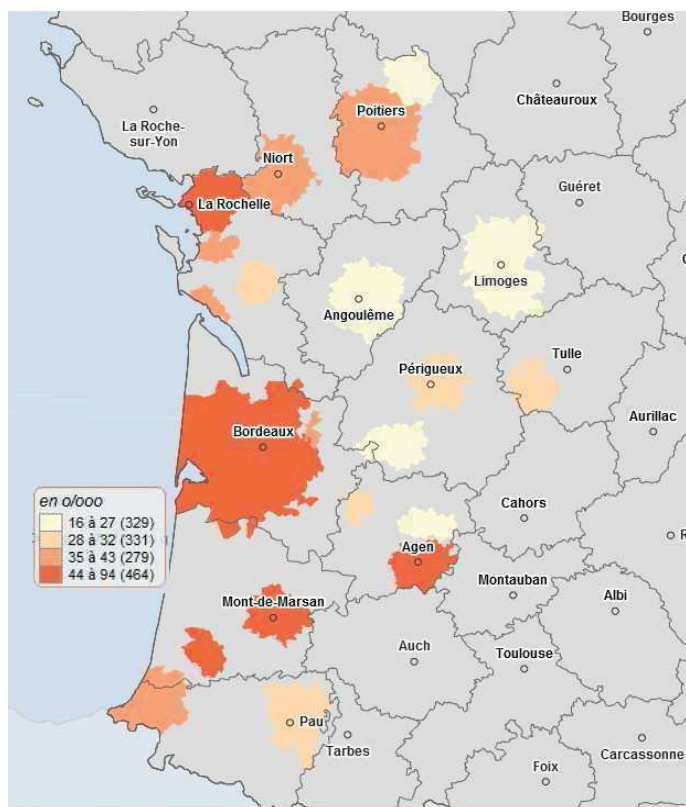 Bourges
Châteauroux
Poitiers
La Roche-
sur-Yon
Niort
Guéret
La Rochelle
Limoges
Angoulême
Tulle
Périgueux
Aurillac
Bordeaux
en o/ooo
16 à 27 (329)
28 à 32 (331)
35 à 43 (279)
44 à 94 (464)
Cahors
Agen
Montauban
Albi
Mont-de-Marsan
Auch
Toulouse
Pau
Tarbes
Carcassonne
Foix